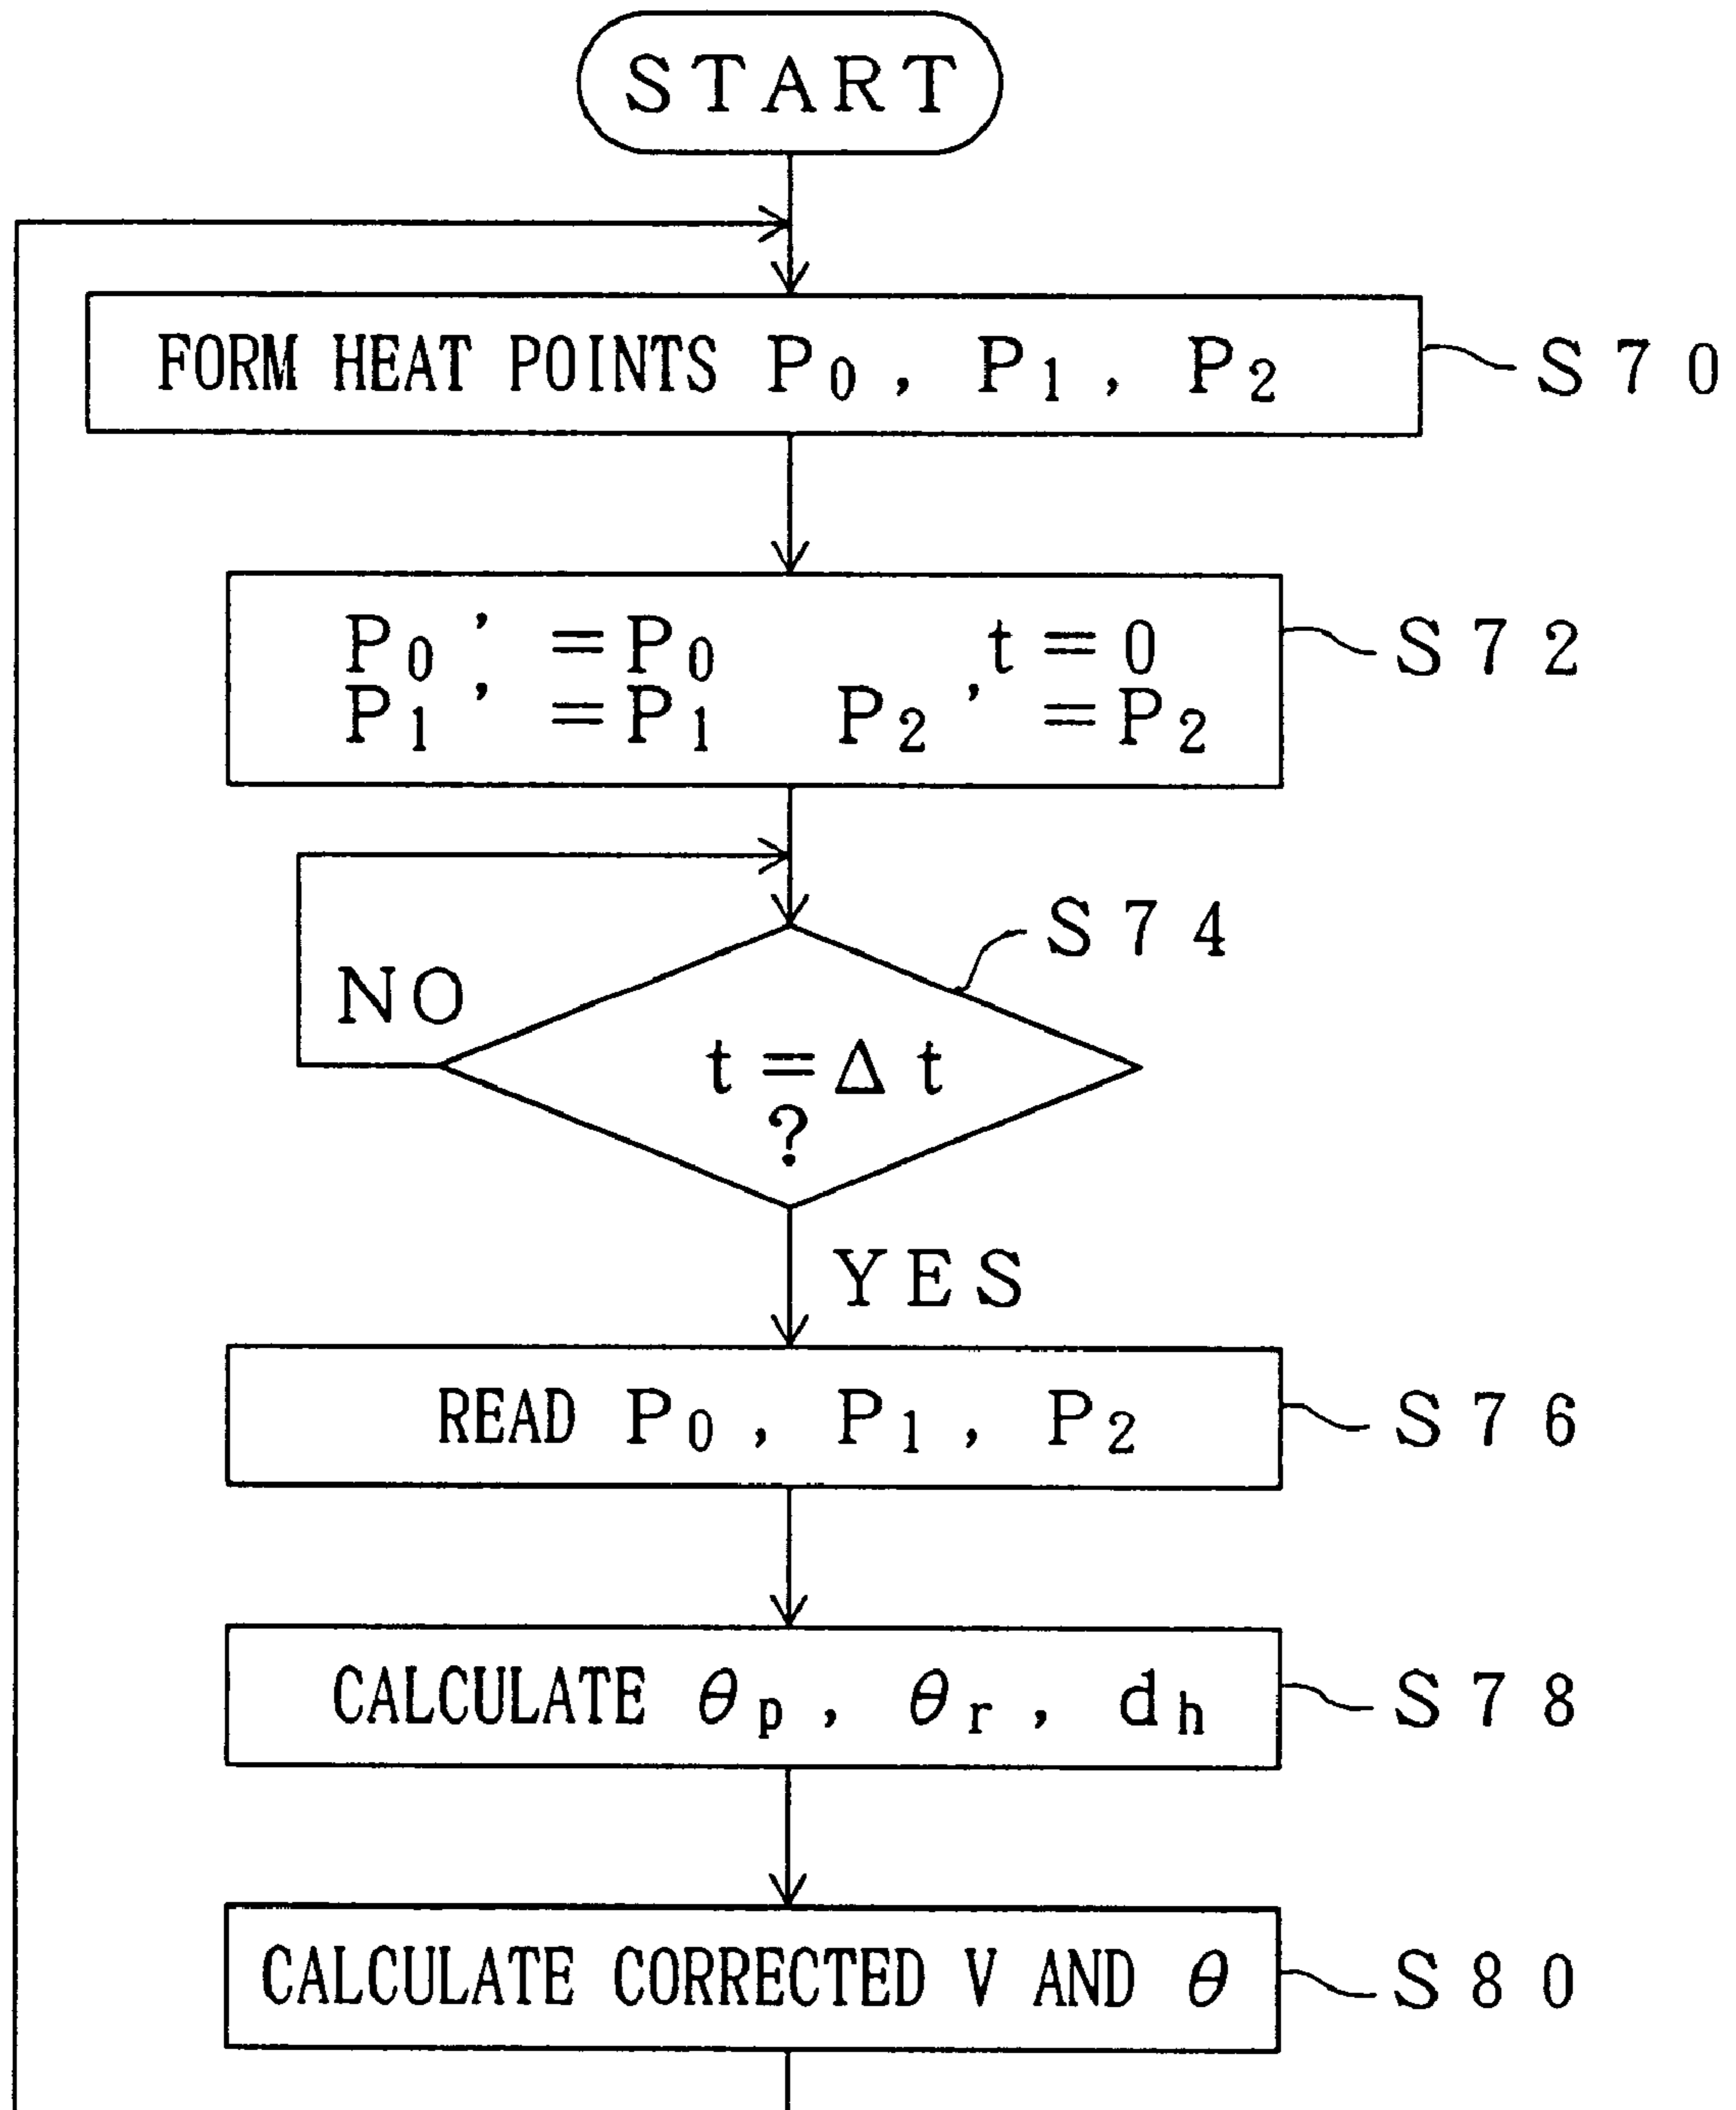 START
FORM HEAT POINTS P₀, P₁, P₂
S70
P₀' = P₀ t = 0
P₁' = P₁ P₂' = P₂
S72
S74
NO
t = Δt
?
YES
READ P₀, P₁, P₂
S76
CALCULATE θₚ, θᵣ, dₕ
S78
CALCULATE CORRECTED V AND θ
S80